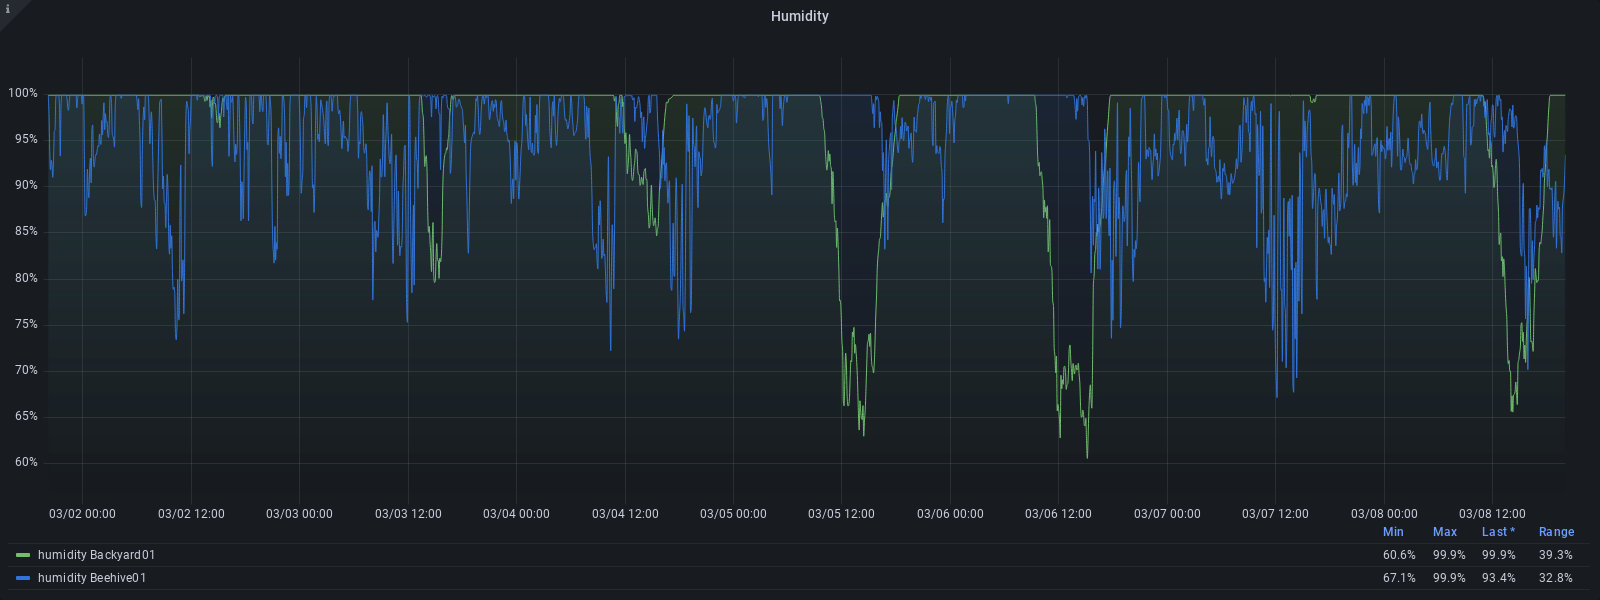 i
Humidity
100%
95%
90%
85%
80%
75%
70%
65%
60%
03/02 00:00 03/02 12:00 03/03 00:00 03/03 12:00 03/04 00:00 03/04 12:00 03/05 00:00 03/05 12:00 03/06 00:00 03/06 12:00 03/07 00:00 03/07 12:00 03/08 00:00 03/08 12:00
Min Max Last * Range
humidity Backyard01 60.6% 99.9% 99.9% 39.3%
humidity Beehive01 67.1% 99.9% 93.4% 32.8%